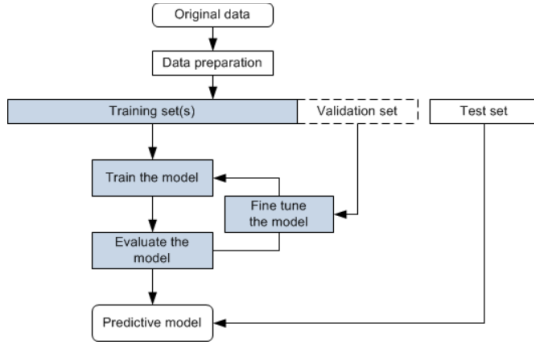 Original data
Data preparation
Training set(s)
Validation set
Test set
Train the model
Fine tune
the model
Evaluate the
model
Predictive model